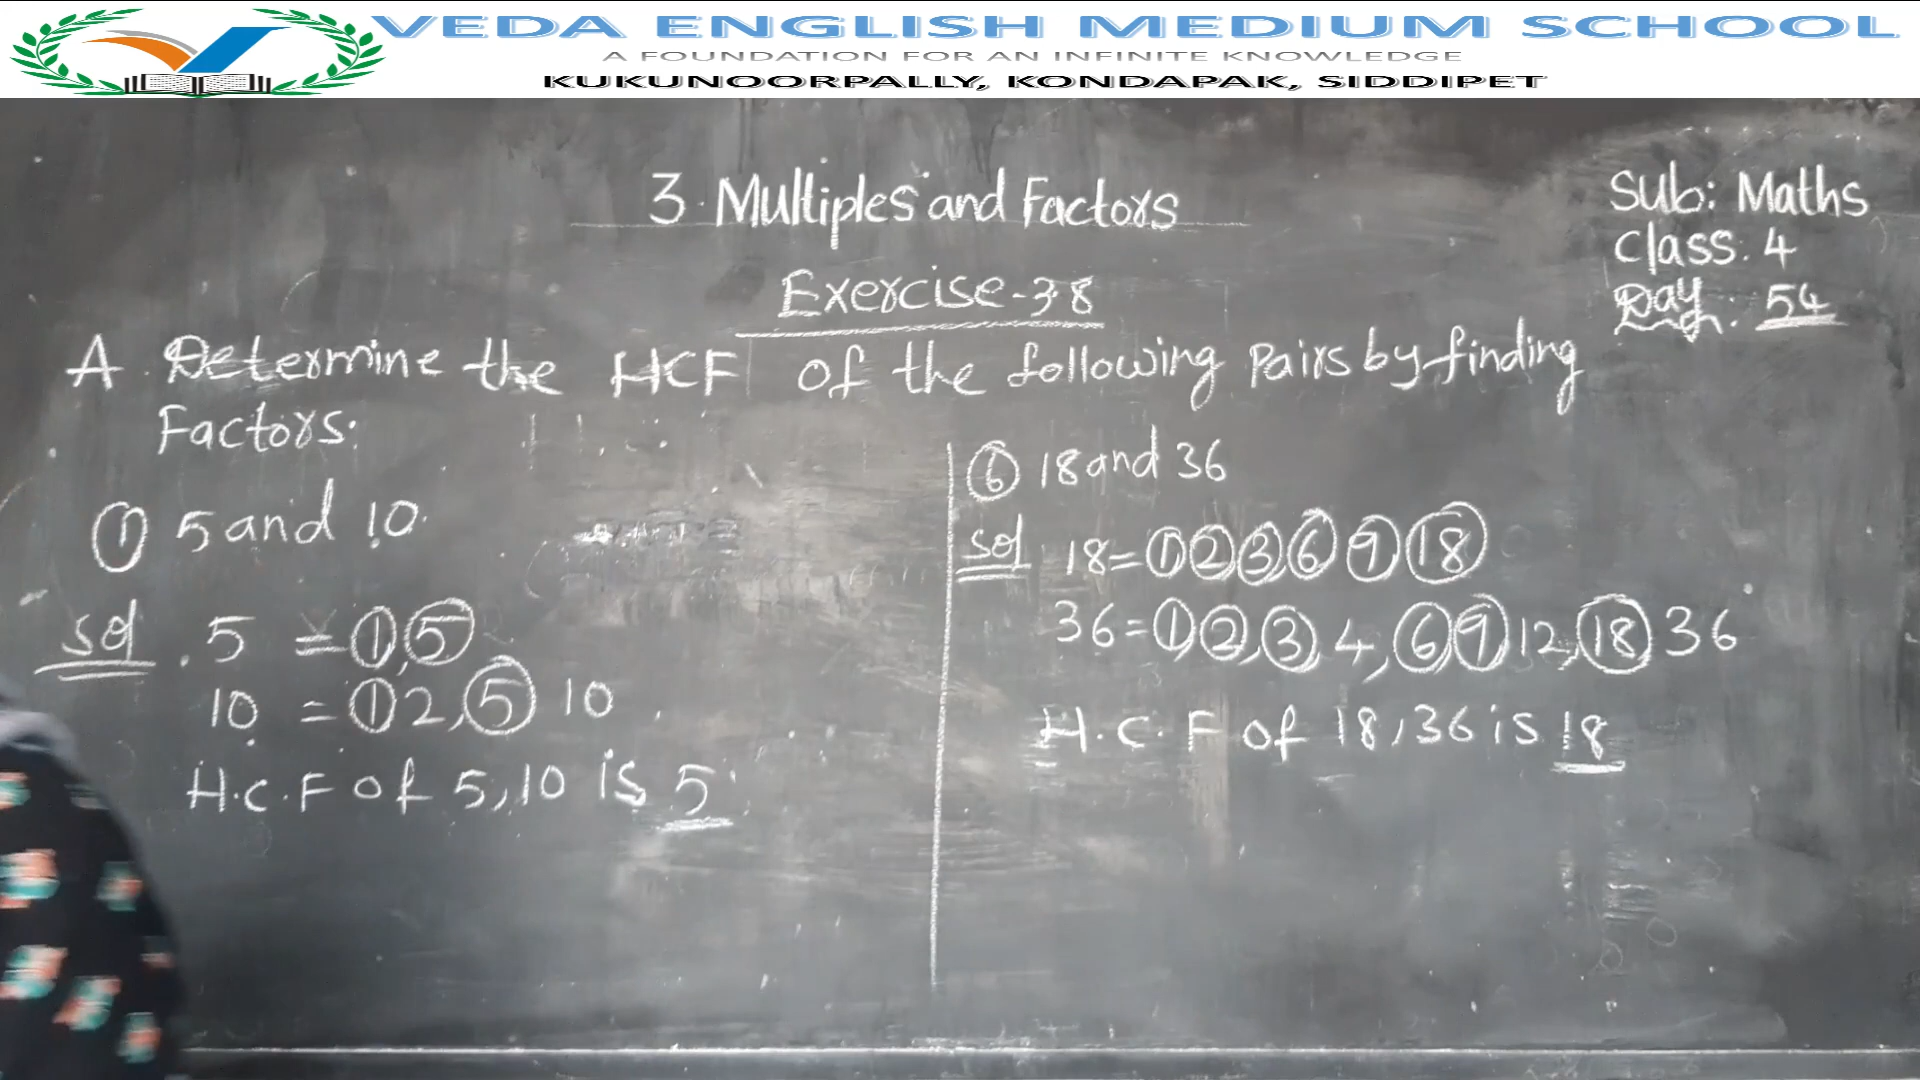 VEDA ENGLISH MEDIUM SCHOOL
A FOUNDATION FOR AN INFINITE KNOWLEDGE
KUKUNOORPALLY, KONDAPAK, SIDDIPET
3. Multiples and Factors
Sub: Maths
Class: 4
Day: 54
Exercise-3.8
A. Determine the HCF of the following Pairs by finding
Factors:
① 5 and 10.
Sol. 5 = ①,⑤
10 = ① 2, ⑤ 10.
H.C.F of 5,10 is 5.
⑥ 18 and 36
Sol 18=①,②,③,⑥ ⑨ ⑱
36=①,②,③ 4, ⑥,⑨ 12, ⑱ 36
H.C.F of 18,36 is 18